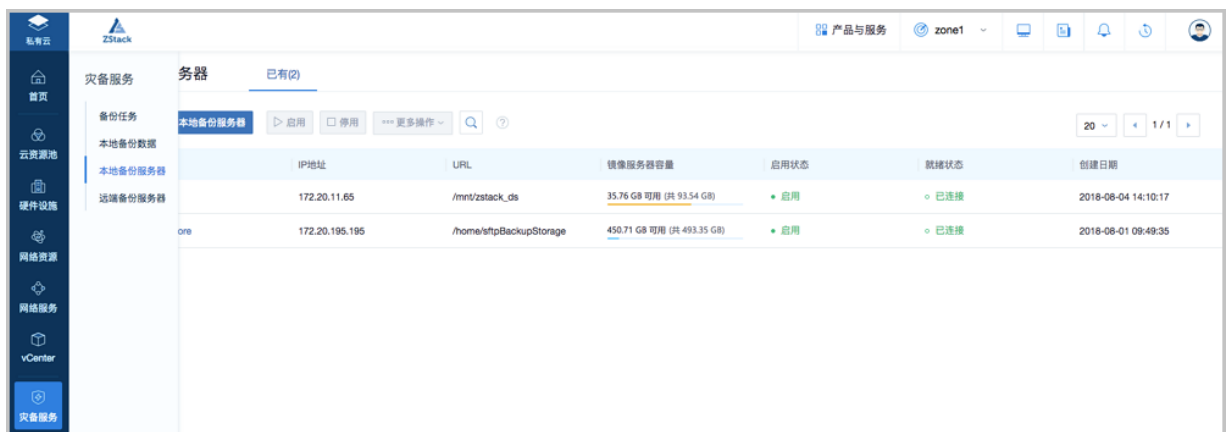 私有云
ZStack
产品与服务
zone1
首页
云资源池
硬件设施
网络资源
网络服务
vCenter
灾备服务
灾备服务
备份任务
本地备份数据
本地备份服务器
远端备份服务器
务器 已有(2)
本地备份服务器 启用 停用 更多操作
20 1 / 1
IP地址 URL 镜像服务器容量 启用状态 就绪状态 创建日期
172.20.11.65 /mnt/zstack_ds 35.76 GB 可用 (共 93.54 GB) 启用 已连接 2018-08-04 14:10:17
ore 172.20.195.195 /home/sftpBackupStorage 450.71 GB 可用 (共 493.35 GB) 启用 已连接 2018-08-01 09:49:35